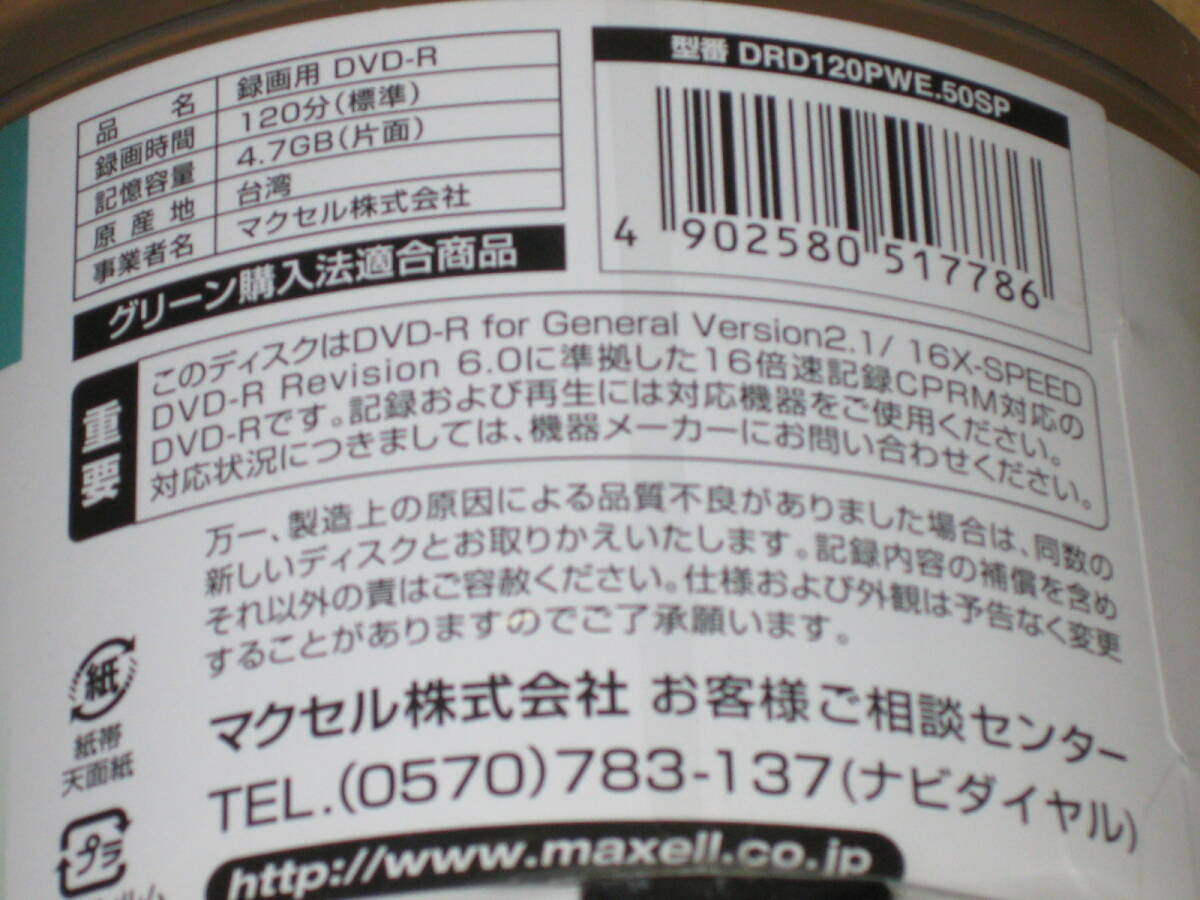 品名 録画用 DVD-R
録画時間 120分(標準)
記憶容量 4.7GB(片面)
原産地 台湾
事業者名 マクセル株式会社
グリーン購入法適合商品
型番 DRD120PWE.50SP
4 902580 517786
重要
このディスクはDVD-R for General Version2.1/ 16X-SPEED
DVD-R Revision 6.0に準拠した16倍速記録CPRM対応の
DVD-Rです。記録および再生には対応機器をご使用ください。
対応状況につきましては、機器メーカーにお問い合わせください。
万一、製造上の原因による品質不良がありました場合は、同数の
新しいディスクとお取りかえいたします。記録内容の補償を含め
それ以外の責はご容赦ください。仕様および外観は予告なく変更
することがありますのでご了承願います。
紙
紙帯
天面紙
プラ
マクセル株式会社 お客様ご相談センター
TEL.(0570)783-137(ナビダイヤル)
http://www.maxell.co.jp